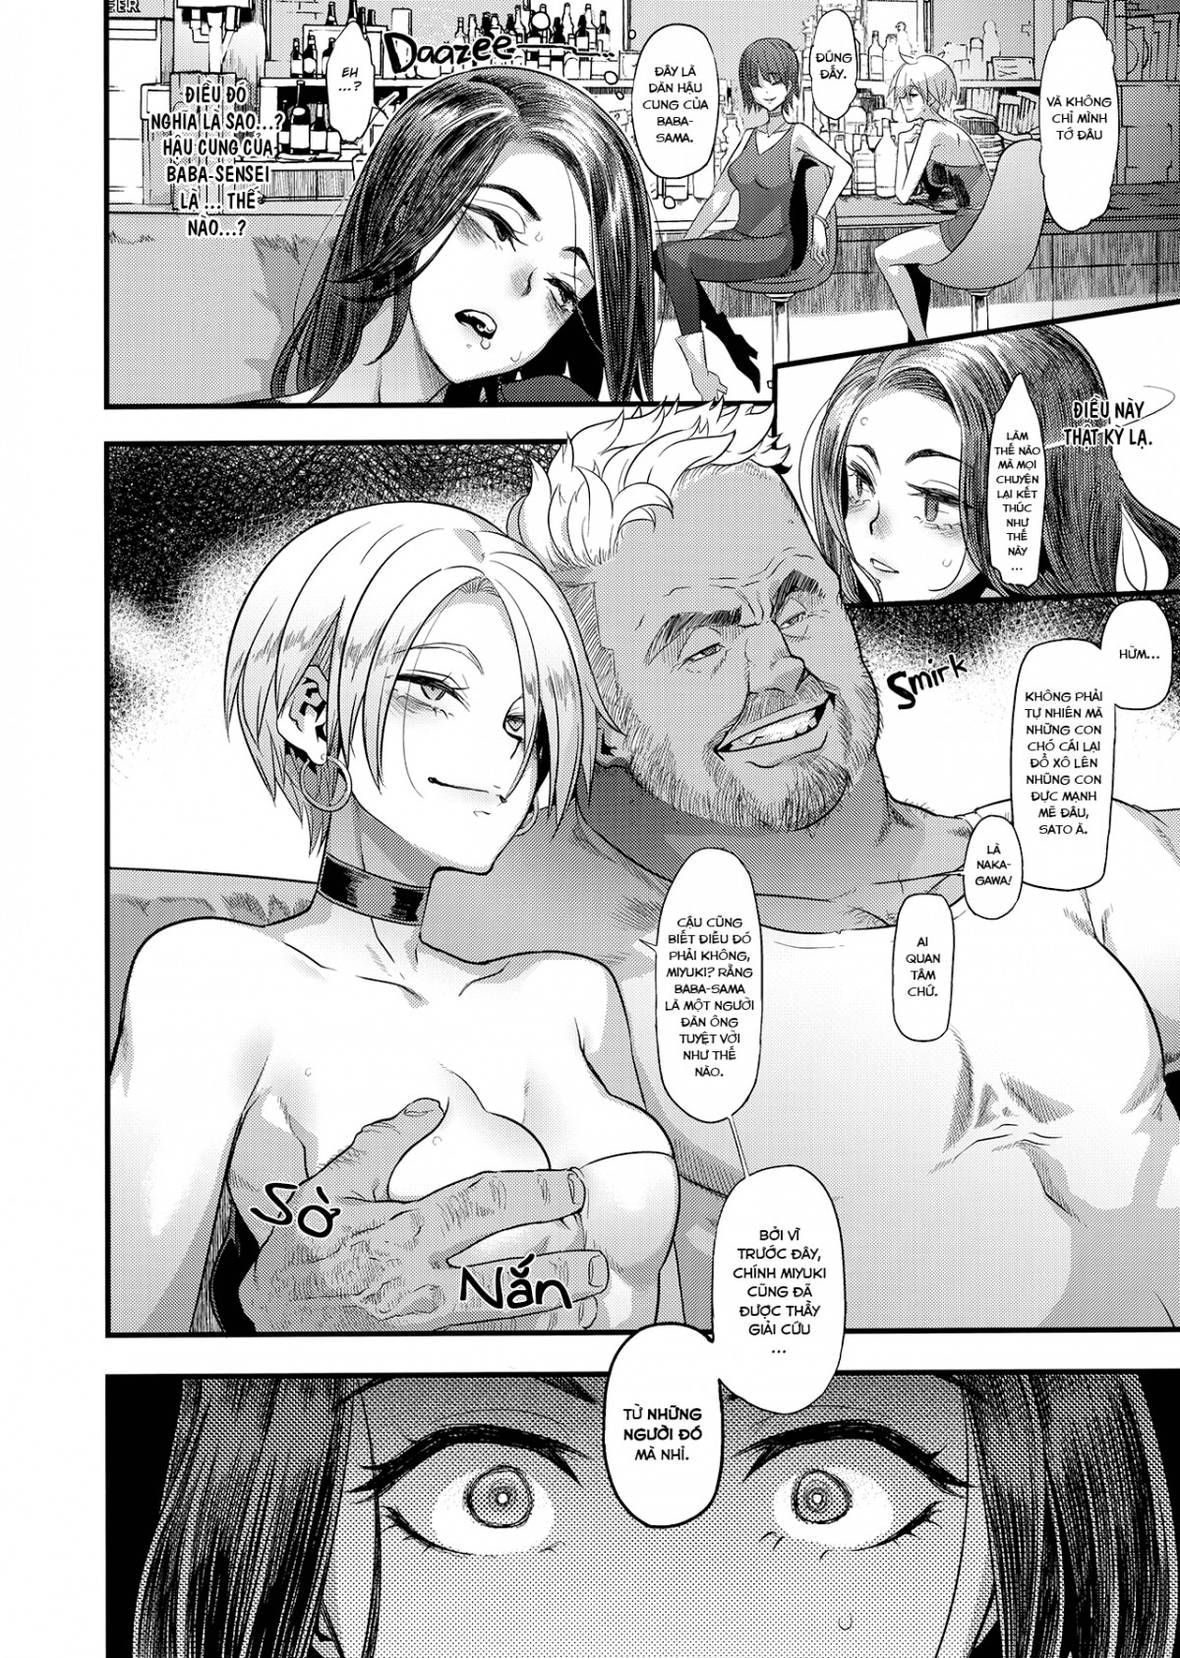 VÀ KHÔNG
CHỈ MÌNH
TỚ ĐÂU
ĐÚNG
ĐẤY.
ĐÂY LÀ
DÀN HẬU
CUNG CỦA
BABA-
SAMA.
Daazee...
EH
...?
ĐIỀU ĐÓ
NGHĨA LÀ SAO...?
HẬU CUNG CỦA
BABA-SENSEI
LÀ ... THẾ
NÀO...?
ĐIỀU NÀY
THẬT KỲ LẠ.
LÀM
THẾ NÀO
MÀ MỌI
CHUYỆN
LẠI KẾT
THÚC
NHƯ
THẾ
NÀY
...
HỪM...
KHÔNG PHẢI
TỰ NHIÊN MÀ
NHỮNG CON
CHÓ CÁI LẠI
ĐỔ XÔ LÊN
NHŨNG CON
ĐỰC MẠNH
MẼ ĐÂU,
SATO À.
Smirk
LÀ
NAKA-
GAWA!
AI
QUAN
TÂM
CHỨ.
CẬU CŨNG
BIẾT ĐIỀU ĐÓ
PHẢI KHÔNG,
MIYUKI? RẰNG
BABA-SAMA
LÀ MỘT NGƯỜI
ĐÀN ÔNG
TUYỆT VỜI
NHƯ THẾ
NÀO.
SỜ
NẮN
BỞI VÌ
TRƯỚC ĐÂY,
CHÍNH MIYUKI
CŨNG ĐÃ
ĐƯỢC THẦY
GIẢI CỨU
...
TỪ NHỮNG
NGƯỜI ĐÓ
MÀ NHỈ.